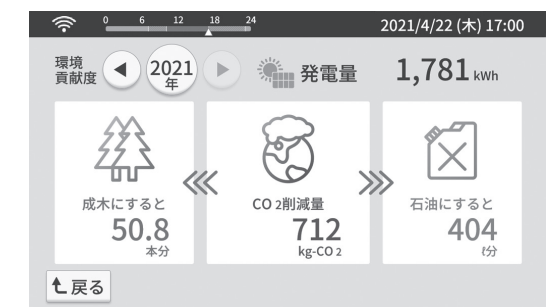 0 6 12 18 24
2021/4/22 (木) 17:00
環境
貢献度
2021
年
発電量
1,781 kWh
成木にすると
50.8
本分
CO 2削減量
712
kg-CO 2
石油にすると
404
ℓ分
戻る